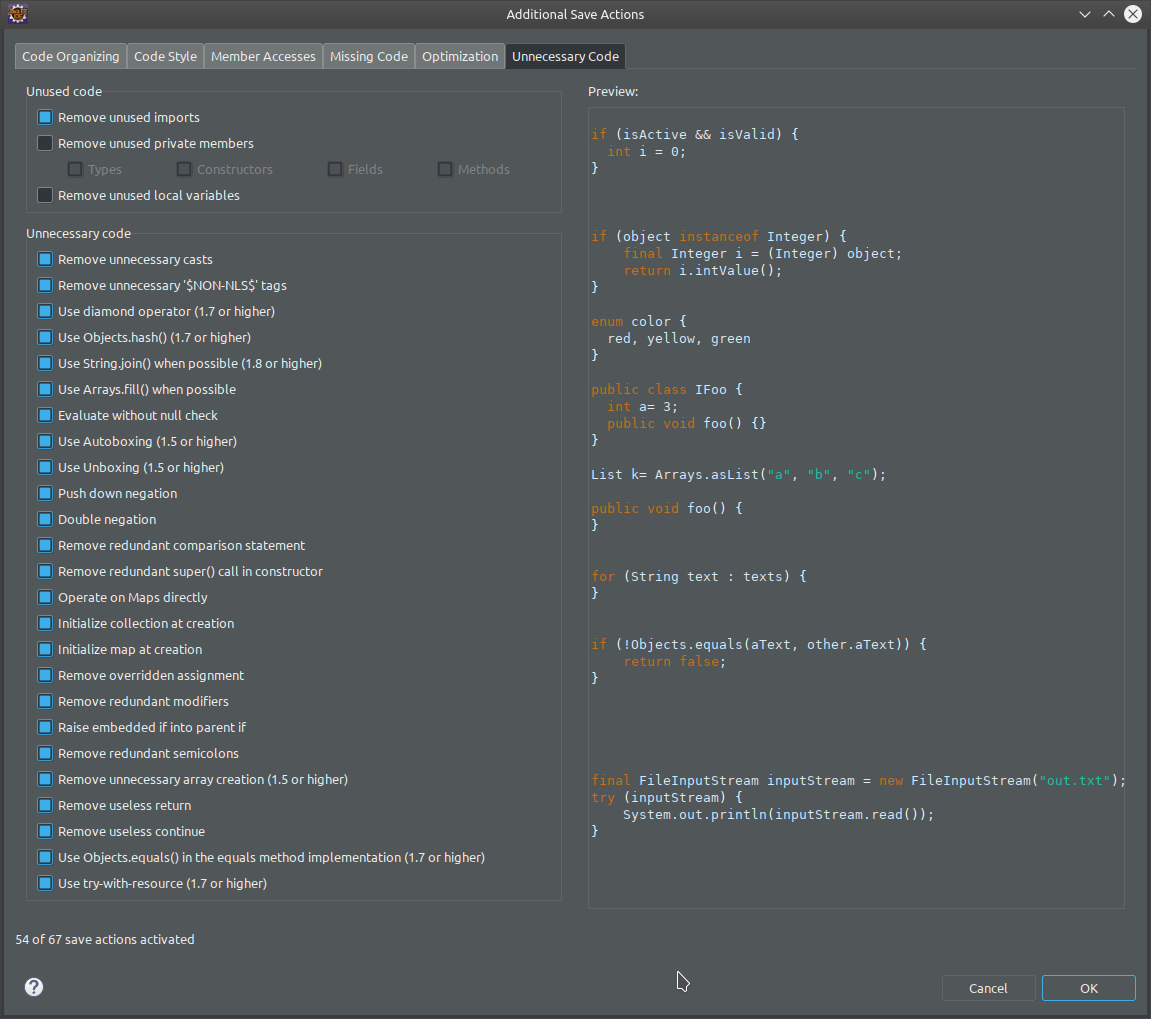 Additional Save Actions
Code Organizing Code Style Member Accesses Missing Code Optimization Unnecessary Code
Unused code
Remove unused imports
Remove unused private members
Types Constructors Fields Methods
Remove unused local variables
Unnecessary code
Remove unnecessary casts
Remove unnecessary '$NON-NLS$' tags
Use diamond operator (1.7 or higher)
Use Objects.hash() (1.7 or higher)
Use String.join() when possible (1.8 or higher)
Use Arrays.fill() when possible
Evaluate without null check
Use Autoboxing (1.5 or higher)
Use Unboxing (1.5 or higher)
Push down negation
Double negation
Remove redundant comparison statement
Remove redundant super() call in constructor
Operate on Maps directly
Initialize collection at creation
Initialize map at creation
Remove overridden assignment
Remove redundant modifiers
Raise embedded if into parent if
Remove redundant semicolons
Remove unnecessary array creation (1.5 or higher)
Remove useless return
Remove useless continue
Use Objects.equals() in the equals method implementation (1.7 or higher)
Use try-with-resource (1.7 or higher)
Preview:
if (isActive && isValid) {
  int i = 0;
}
if (object instanceof Integer) {
    final Integer i = (Integer) object;
    return i.intValue();
}
enum color {
  red, yellow, green
}
public class IFoo {
  int a= 3;
  public void foo() {}
}
List k= Arrays.asList("a", "b", "c");
public void foo() {
}
for (String text : texts) {
}
if (!Objects.equals(aText, other.aText)) {
    return false;
}
final FileInputStream inputStream = new FileInputStream("out.txt");
try (inputStream) {
    System.out.println(inputStream.read());
}
54 of 67 save actions activated
?
Cancel OK